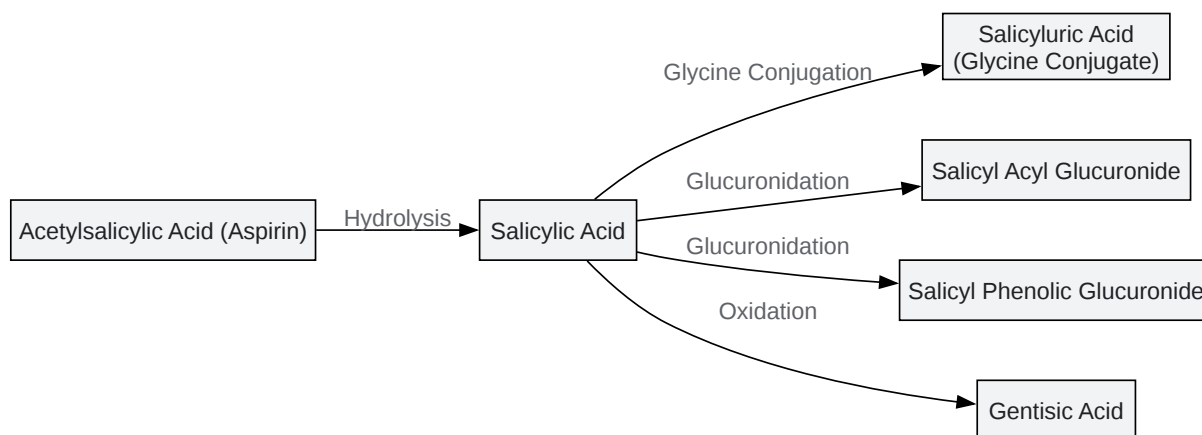 Salicyluric Acid
(Glycine Conjugate)
Glycine Conjugation
Salicyl Acyl Glucuronide
Glucuronidation
Acetylsalicylic Acid (Aspirin)
Hydrolysis
Salicylic Acid
Glucuronidation
Salicyl Phenolic Glucuronide
Oxidation
Gentisic Acid